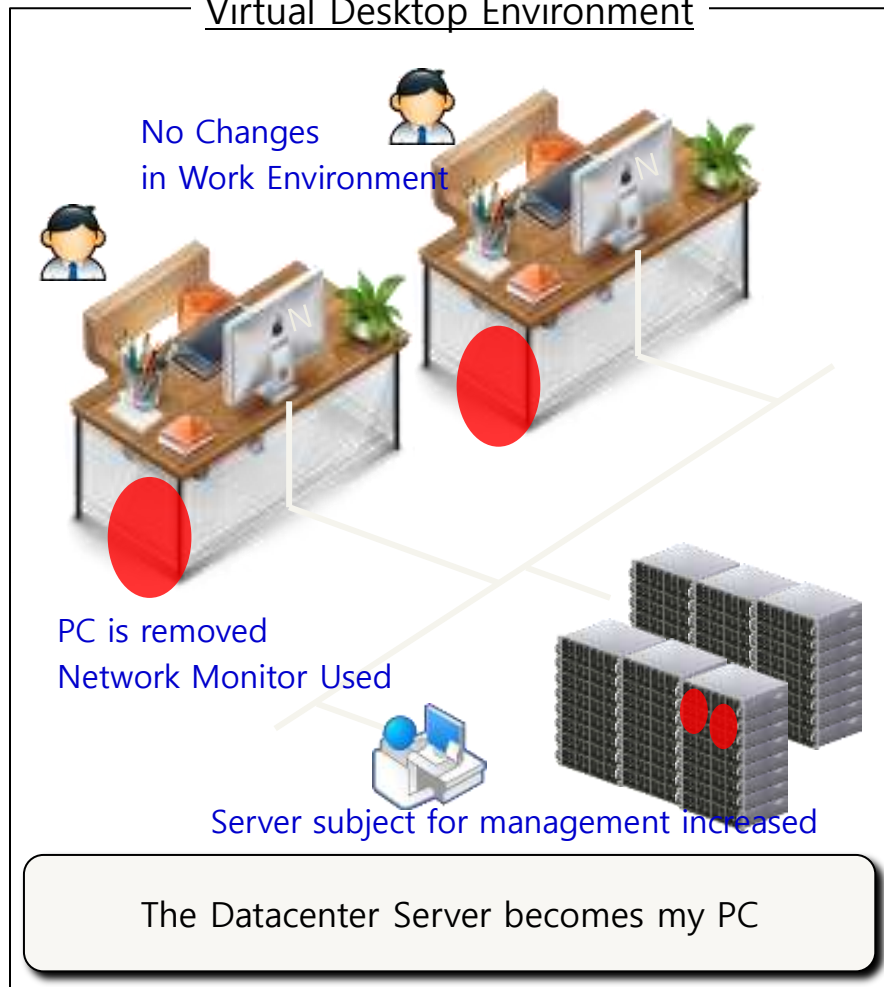 Virtual Desktop Environment
No Changes
in Work Environment
N
N
PC is removed
Network Monitor Used
Server subject for management increased
The Datacenter Server becomes my PC